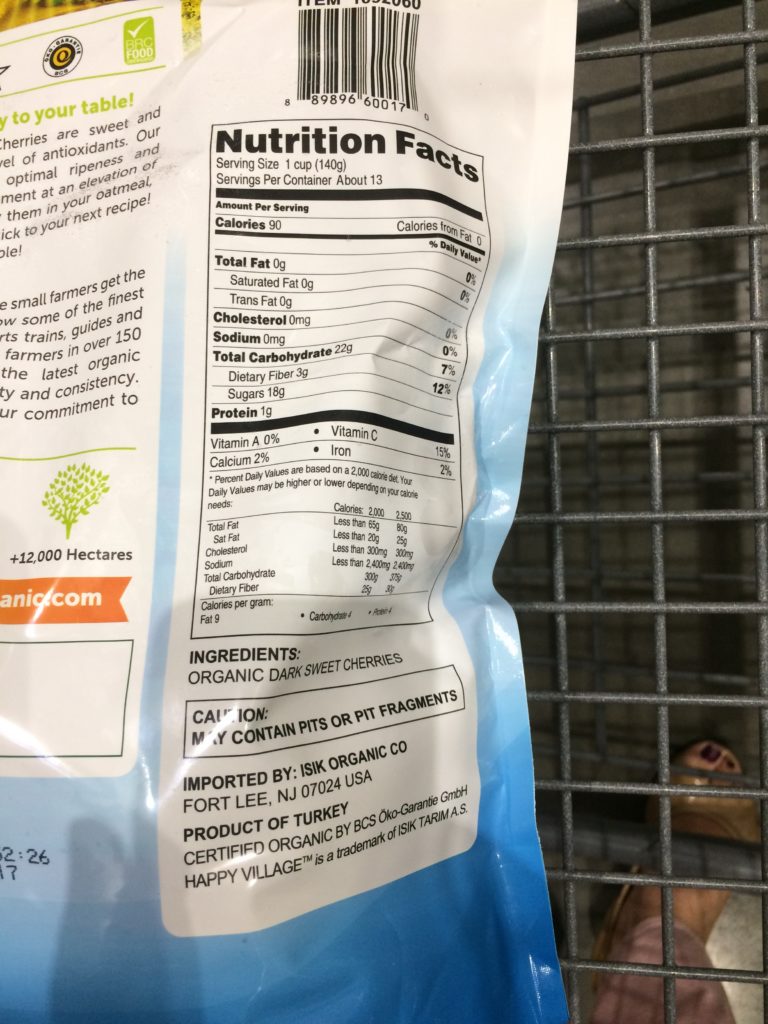 ITEM 1092060
8 89896 60017 0
ÖKO-GARANTIE
BCS
BRC
FOOD
y to your table!
Cherries are sweet and
vel of antioxidants. Our
optimal ripeness and
ment at an elevation of
them in your oatmeal,
ick to your next recipe!
ple!
e small farmers get the
ow some of the finest
rts trains, guides and
farmers in over 150
the latest organic
ty and consistency.
ur commitment to
+12,000 Hectares
anic.com
2:26
17
Nutrition Facts
Serving Size 1 cup (140g)
Servings Per Container About 13
Amount Per Serving
Calories 90 Calories from Fat 0
% Daily Value*
Total Fat 0g 0%
Saturated Fat 0g 0%
Trans Fat 0g
Cholesterol 0mg 0%
Sodium 0mg 0%
Total Carbohydrate 22g 7%
Dietary Fiber 3g 12%
Sugars 18g
Protein 1g
Vitamin A 0% • Vitamin C 15%
Calcium 2% • Iron 2%
* Percent Daily Values are based on a 2,000 calorie diet. Your
Daily Values may be higher or lower depending on your calorie
needs:
Calories: 2,000 2,500
Total Fat Less than 65g 80g
Sat Fat Less than 20g 25g
Cholesterol Less than 300mg 300mg
Sodium Less than 2,400mg 2,400mg
Total Carbohydrate 300g 375g
Dietary Fiber 25g 30g
Calories per gram:
Fat 9 • Carbohydrate 4 • Protein 4
INGREDIENTS:
ORGANIC DARK SWEET CHERRIES
CAUTION:
MAY CONTAIN PITS OR PIT FRAGMENTS
IMPORTED BY: ISIK ORGANIC CO
FORT LEE, NJ 07024 USA
PRODUCT OF TURKEY
CERTIFIED ORGANIC BY BCS Öko-Garantie GmbH
HAPPY VILLAGE™ is a trademark of ISIK TARIM A.S.